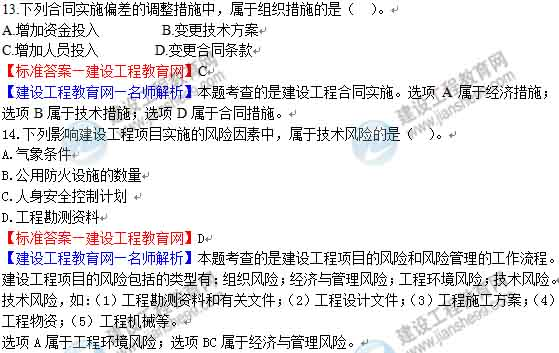 13.下列合同实施偏差的调整措施中，属于组织措施的是（ ）。
A.增加资金投入 B.变更技术方案
C.增加人员投入 D.变更合同条款
【标准答案—建设工程教育网】C
【建设工程教育网—名师解析】本题考查的是建设工程合同实施。选项 A 属于经济措施；
选项 B 属于技术措施；选项 D 属于合同措施。
14.下列影响建设工程项目实施的风险因素中，属于技术风险的是（ ）。
A.气象条件
B.公用防火设施的数量
C.人身安全控制计划
D.工程勘测资料
【标准答案—建设工程教育网】D
【建设工程教育网—名师解析】本题考查的是建设工程项目的风险和风险管理的工作流程。
建设工程项目的风险包括的类型有：组织风险；经济与管理风险；工程环境风险；技术风险。
技术风险，如：（1）工程勘测资料和有关文件；（2）工程设计文件；（3）工程施工方案；（4）
工程物资；（5）工程机械等。
选项 A 属于工程环境风险；选项 BC 属于经济与管理风险。
建设工程教育网
www.jianshe99.com